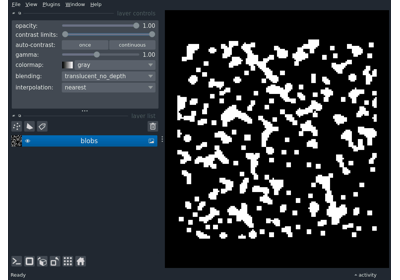 File View Plugins Window Help
layer controls
opacity: 1.00
contrast limits:
auto-contrast: once continuous
gamma: 1.00
colormap: gray
blending: translucent_no_depth
interpolation: nearest
layer list
blobs
Ready activity